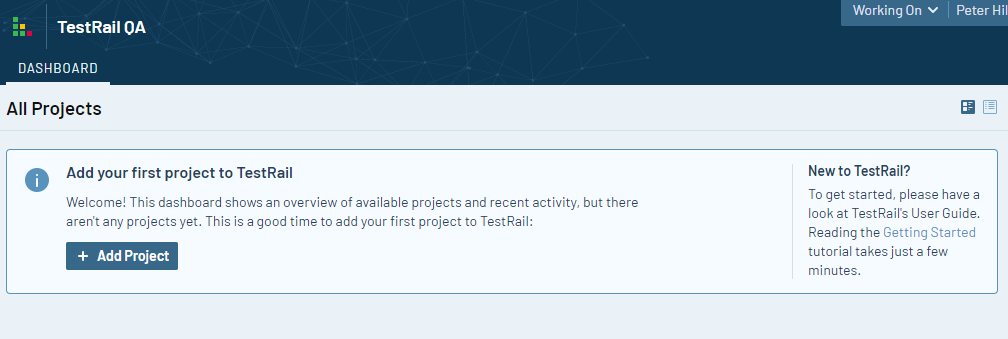 TestRail QA
Working On
Peter Hil
DASHBOARD
All Projects
Add your first project to TestRail
Welcome! This dashboard shows an overview of available projects and recent activity, but there
aren't any projects yet. This is a good time to add your first project to TestRail:
+ Add Project
New to TestRail?
To get started, please have a
look at TestRail's User Guide.
Reading the Getting Started
tutorial takes just a few
minutes.